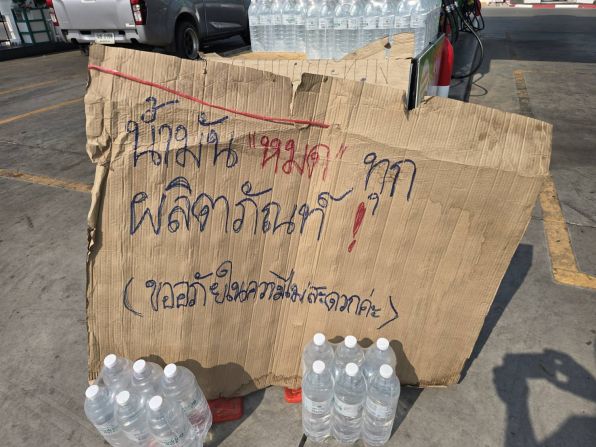 น้ำมัน "หมด" ทุก
ผลิตภัณฑ์ !
(ขออภัยในความไม่สะดวกค่ะ)